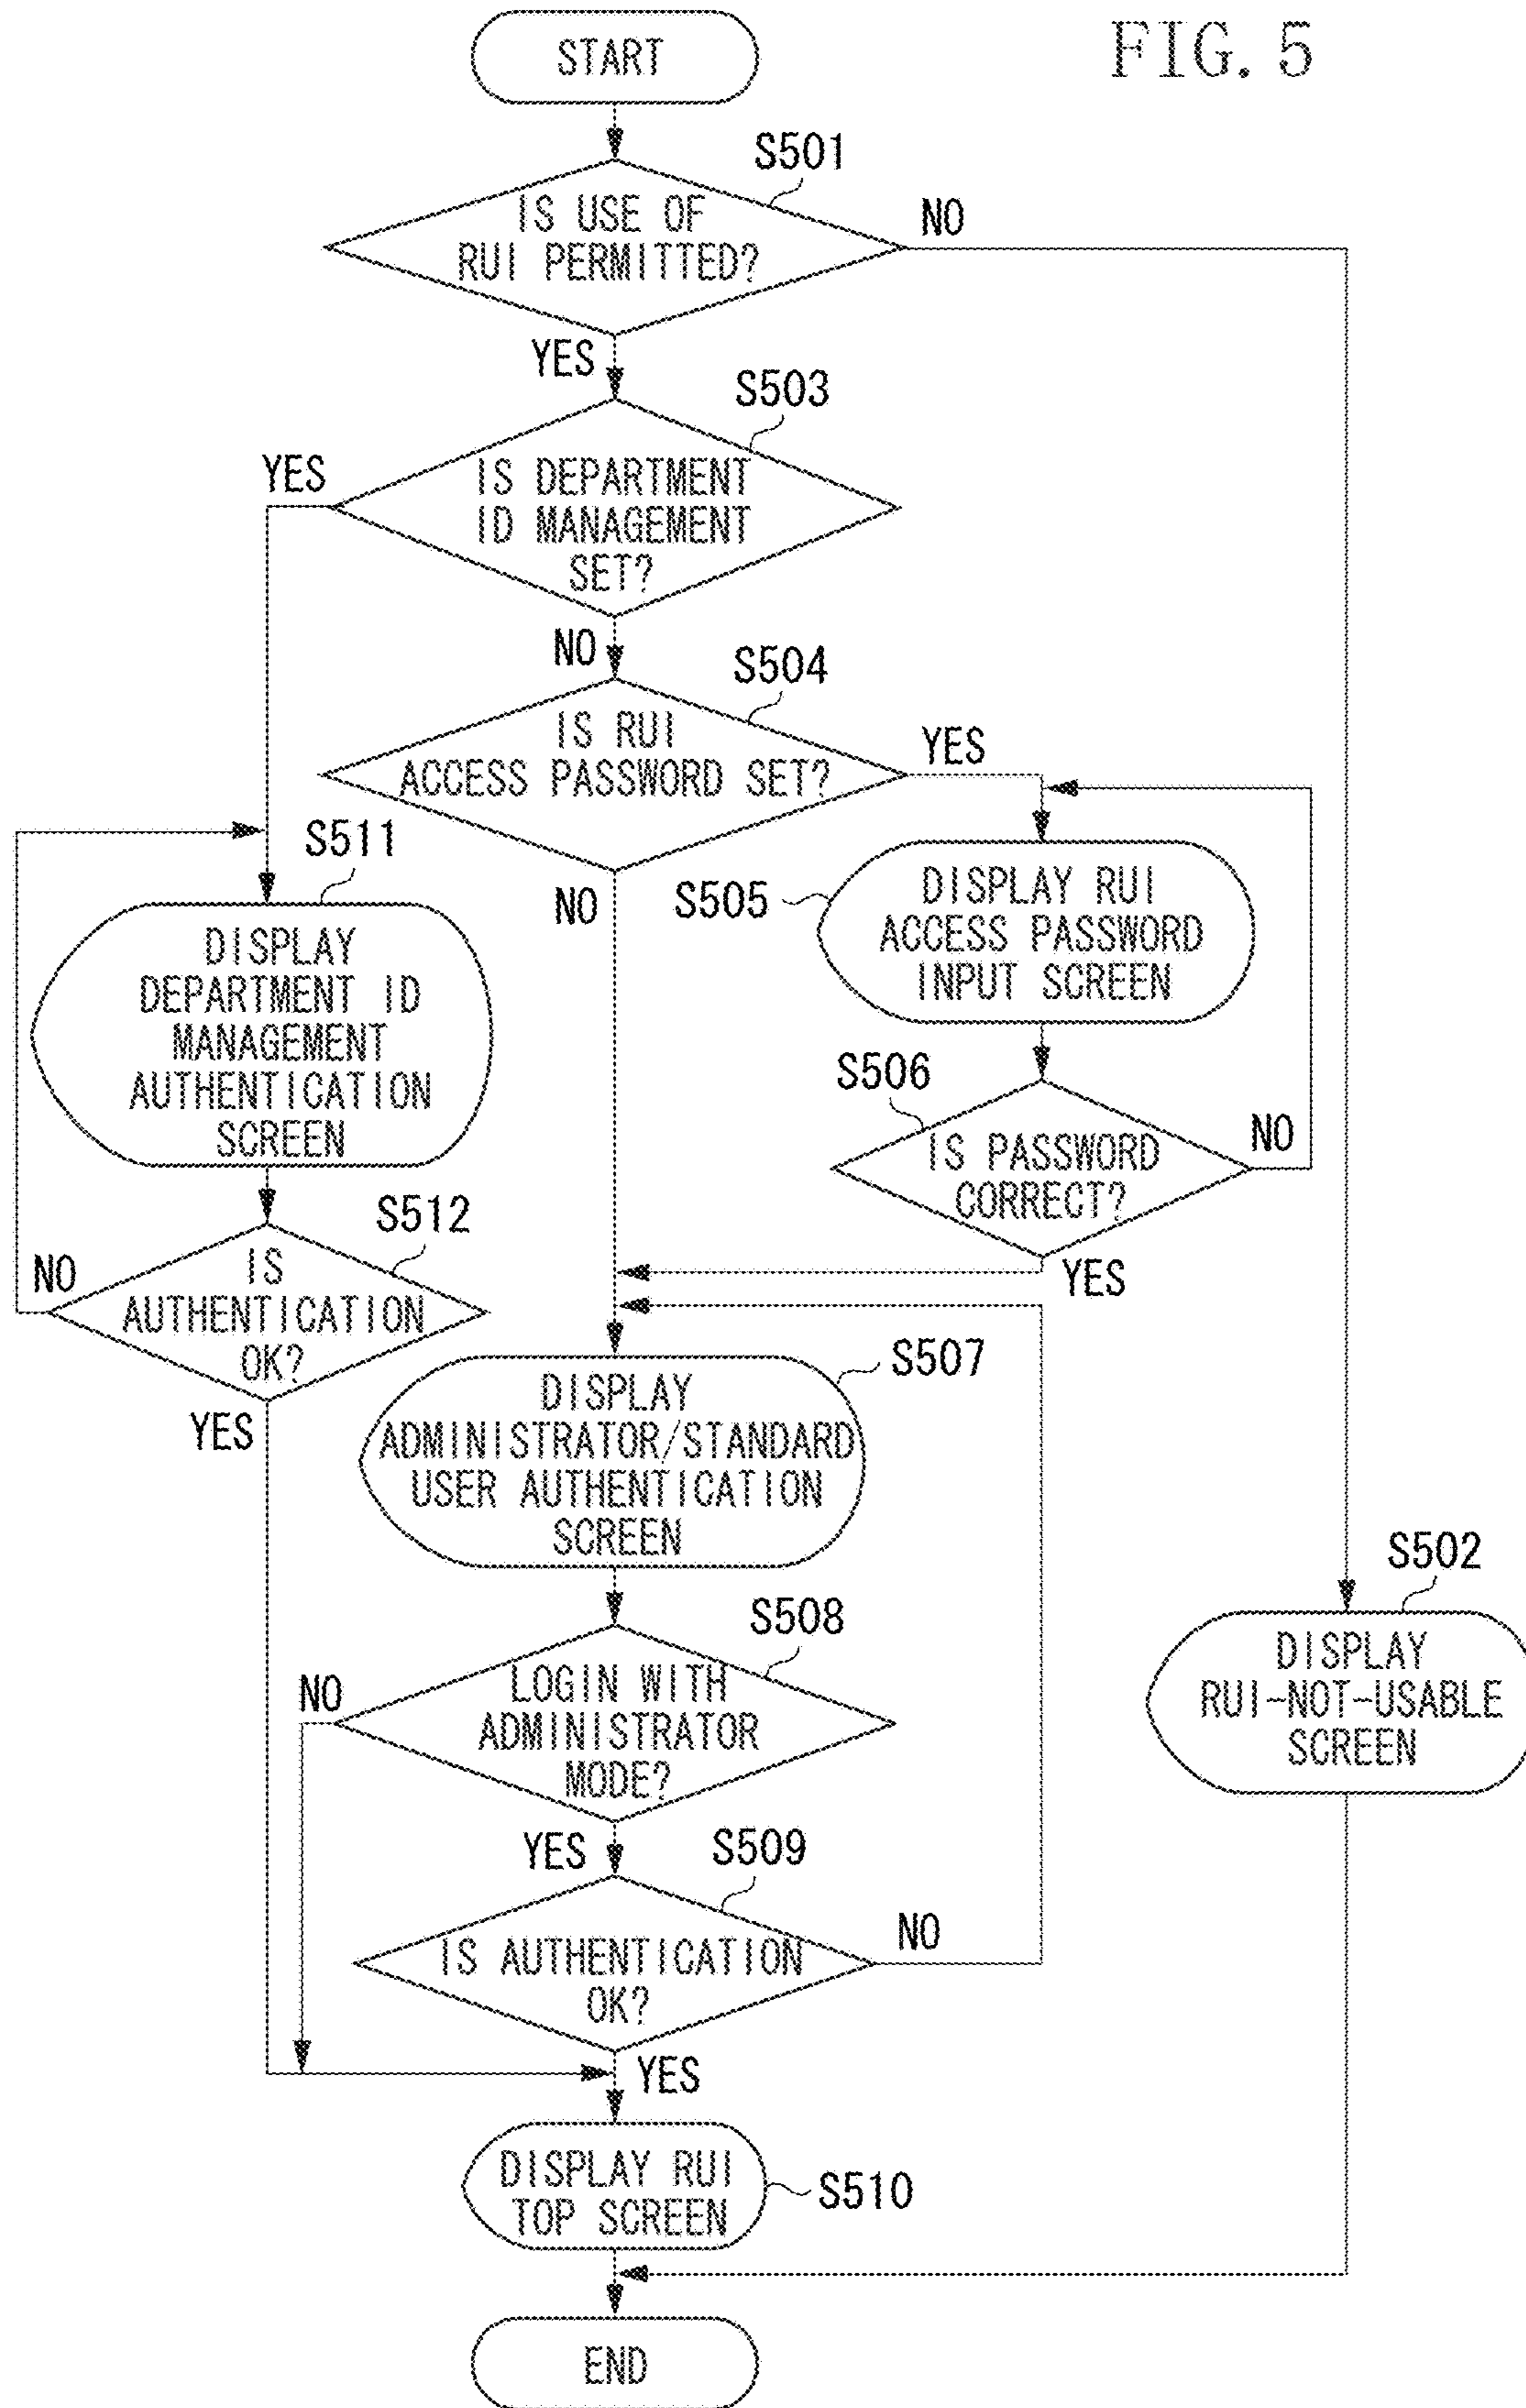 FIG. 5
START
S501
IS USE OF
RUI PERMITTED?
NO
YES
S503
YES
IS DEPARTMENT
ID MANAGEMENT
SET?
NO
S504
IS RUI
ACCESS PASSWORD SET?
YES
NO
S511
DISPLAY
DEPARTMENT ID
MANAGEMENT
AUTHENTICATION
SCREEN
S505
DISPLAY RUI
ACCESS PASSWORD
INPUT SCREEN
S506
IS PASSWORD
CORRECT?
NO
YES
S512
IS
AUTHENTICATION
OK?
NO
YES
S507
DISPLAY
ADMINISTRATOR/STANDARD
USER AUTHENTICATION
SCREEN
S508
LOGIN WITH
ADMINISTRATOR
MODE?
NO
YES
S502
DISPLAY
RUI-NOT-USABLE
SCREEN
S509
IS AUTHENTICATION
OK?
NO
YES
DISPLAY RUI
TOP SCREEN
S510
END